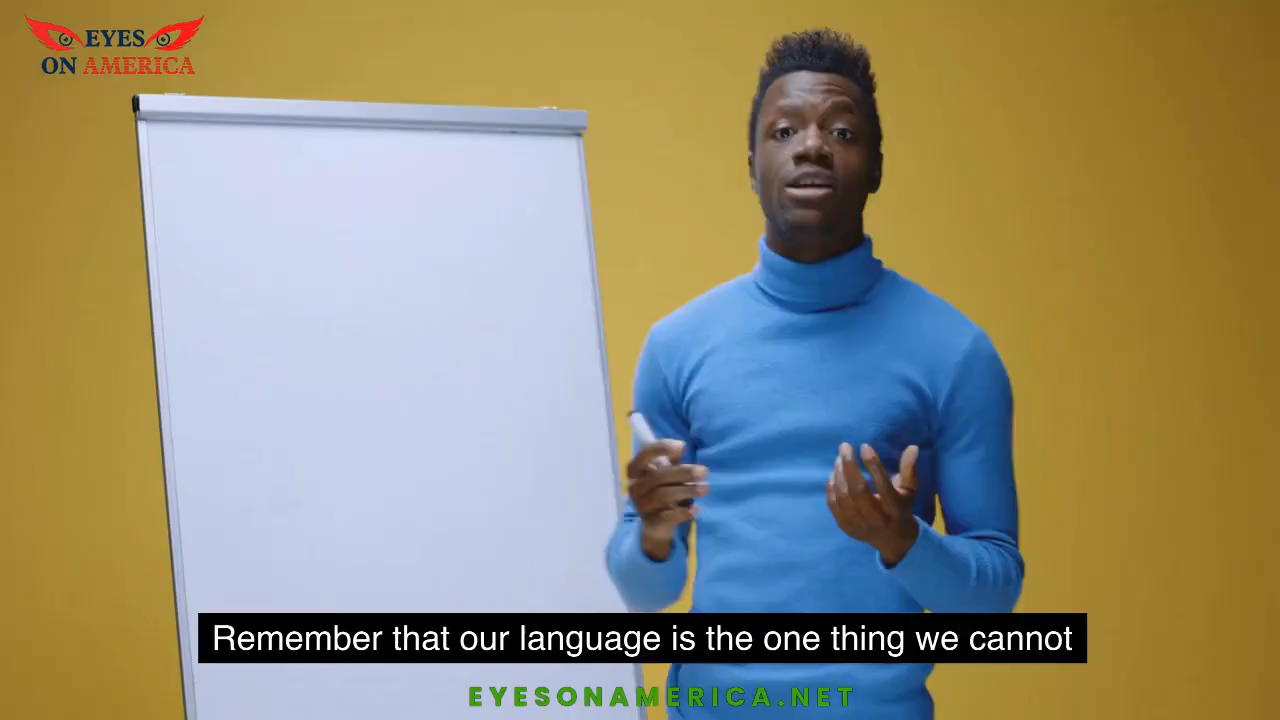 EYES
ON AMERICA
Remember that our language is the one thing we cannot
EYESONAMERICA.NET